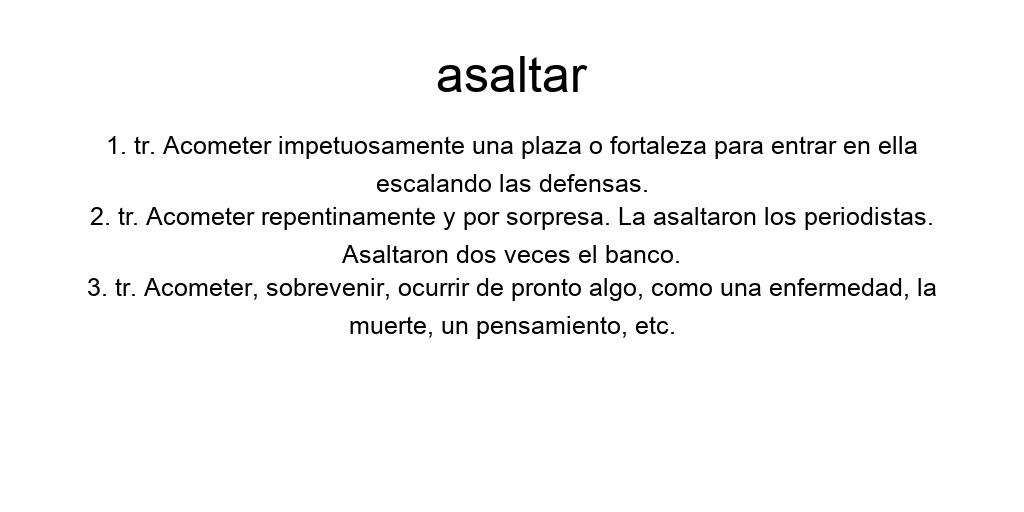 asaltar
1. tr. Acometer impetuosamente una plaza o fortaleza para entrar en ella
escalando las defensas.
2. tr. Acometer repentinamente y por sorpresa. La asaltaron los periodistas.
Asaltaron dos veces el banco.
3. tr. Acometer, sobrevenir, ocurrir de pronto algo, como una enfermedad, la
muerte, un pensamiento, etc.